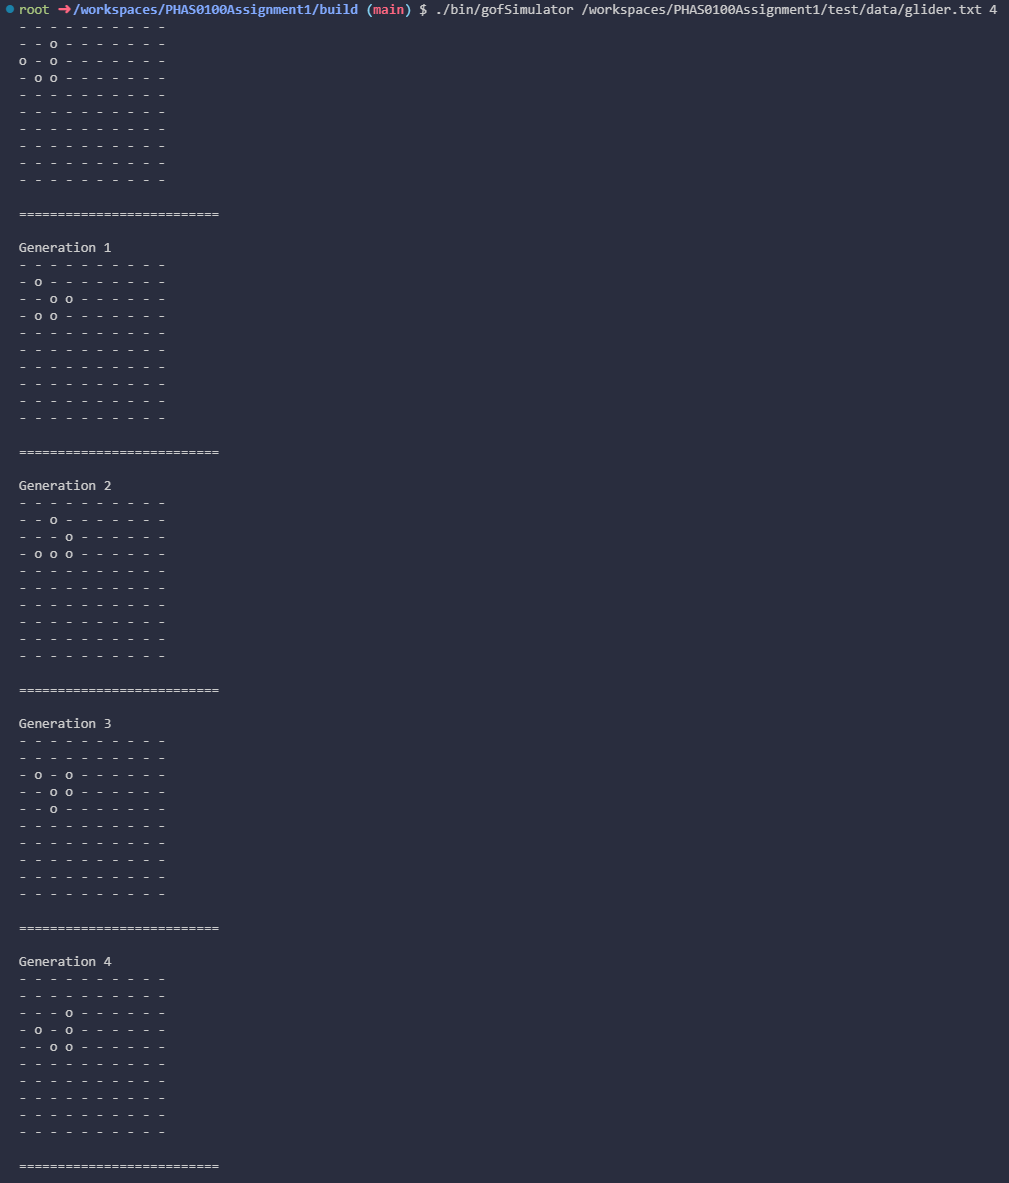 root ➜/workspaces/PHAS0100Assignment1/build (main) $ ./bin/gofSimulator /workspaces/PHAS0100Assignment1/test/data/glider.txt 4
- - - - - - - - - -
- - o - - - - - - -
o - o - - - - - - -
- o o - - - - - - -
- - - - - - - - - -
- - - - - - - - - -
- - - - - - - - - -
- - - - - - - - - -
- - - - - - - - - -
- - - - - - - - - -
==========================
Generation 1
- - - - - - - - - -
- o - - - - - - - -
- - o o - - - - - -
- o o - - - - - - -
- - - - - - - - - -
- - - - - - - - - -
- - - - - - - - - -
- - - - - - - - - -
- - - - - - - - - -
- - - - - - - - - -
==========================
Generation 2
- - - - - - - - - -
- - o - - - - - - -
- - - o - - - - - -
- o o o - - - - - -
- - - - - - - - - -
- - - - - - - - - -
- - - - - - - - - -
- - - - - - - - - -
- - - - - - - - - -
- - - - - - - - - -
==========================
Generation 3
- - - - - - - - - -
- - - - - - - - - -
- o - o - - - - - -
- - o o - - - - - -
- - o - - - - - - -
- - - - - - - - - -
- - - - - - - - - -
- - - - - - - - - -
- - - - - - - - - -
- - - - - - - - - -
==========================
Generation 4
- - - - - - - - - -
- - - - - - - - - -
- - - o - - - - - -
- o - o - - - - - -
- - o o - - - - - -
- - - - - - - - - -
- - - - - - - - - -
- - - - - - - - - -
- - - - - - - - - -
- - - - - - - - - -
==========================